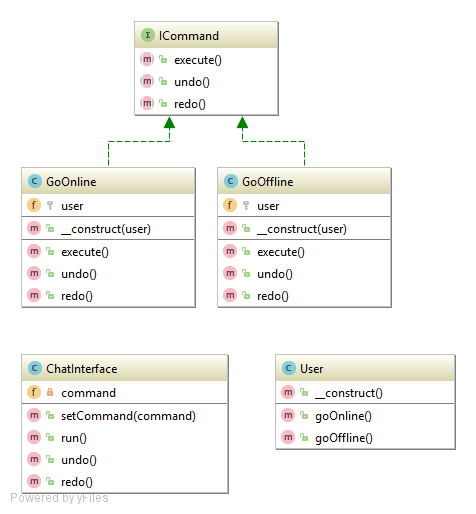 I ICommand
m execute()
m undo()
m redo()
C GoOnline
f user
m __construct(user)
m execute()
m undo()
m redo()
C GoOffline
f user
m __construct(user)
m execute()
m undo()
m redo()
C ChatInterface
f command
m setCommand(command)
m run()
m undo()
m redo()
C User
m __construct()
m goOnline()
m goOffline()
Powered by yFiles